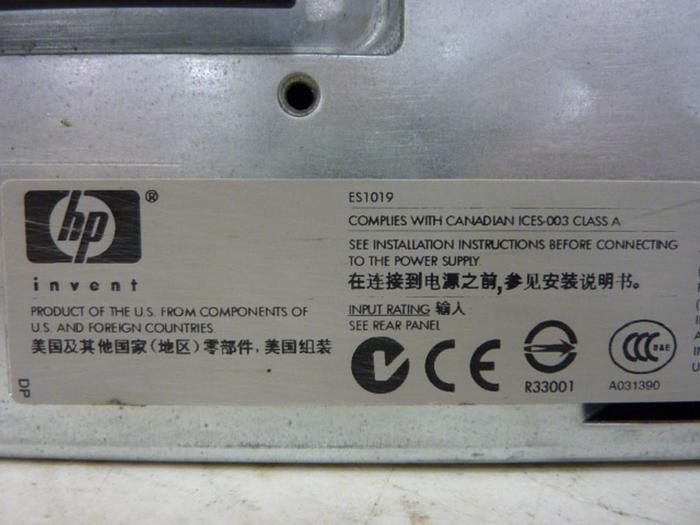 hp®
invent
PRODUCT OF THE U.S. FROM COMPONENTS OF
U.S. AND FOREIGN COUNTRIES
美国及其他国家(地区)零部件,美国组装
DP
ES1019
COMPLIES WITH CANADIAN ICES-003 CLASS A
SEE INSTALLATION INSTRUCTIONS BEFORE CONNECTING
TO THE POWER SUPPLY.
在连接到电源之前,参见安装说明书。
INPUT RATING 输人
SEE REAR PANEL
CE
R33001
CCC S&E
A031390